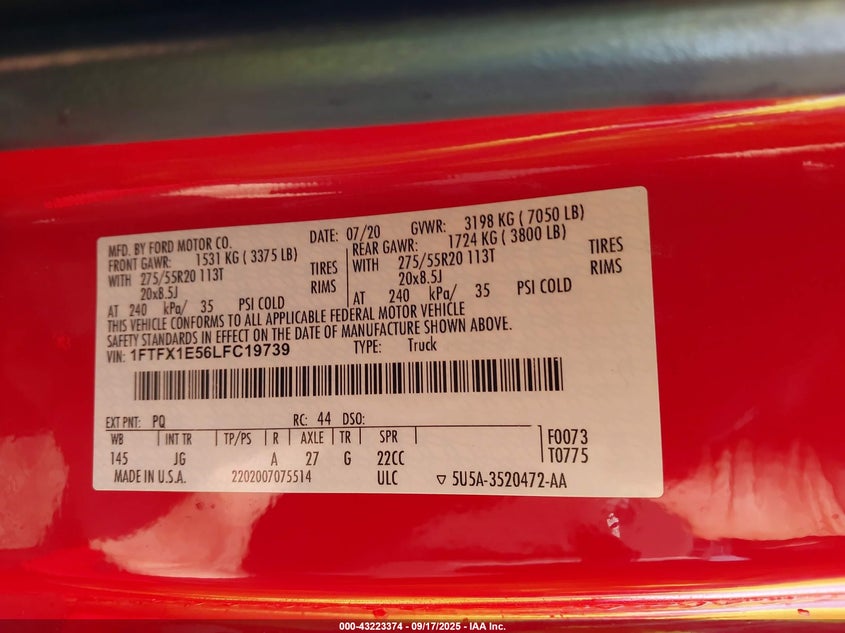 MFD. BY FORD MOTOR CO. DATE: 07/20 GVWR: 3198 KG ( 7050 LB)
FRONT GAWR: 1531 KG ( 3375 LB) REAR GAWR: 1724 KG ( 3800 LB)
WITH 275/55R20 113T TIRES WITH 275/55R20 113T TIRES
20x8.5J RIMS 20x8.5J RIMS
AT 240 kPa/ 35 PSI COLD AT 240 kPa/ 35 PSI COLD
THIS VEHICLE CONFORMS TO ALL APPLICABLE FEDERAL MOTOR VEHICLE
SAFETY STANDARDS IN EFFECT ON THE DATE OF MANUFACTURE SHOWN ABOVE.
VIN: 1FTFX1E56LFC19739 TYPE: Truck
EXT PNT: PQ RC: 44 DSO:
WB INT TR TP/PS R AXLE TR SPR F0073
145 JG A 27 G 22CC T0775
MADE IN U.S.A. 2202007075514 ULC ▽ 5U5A-3520472-AA
000-43223374 - 09/17/2025 - IAA Inc.